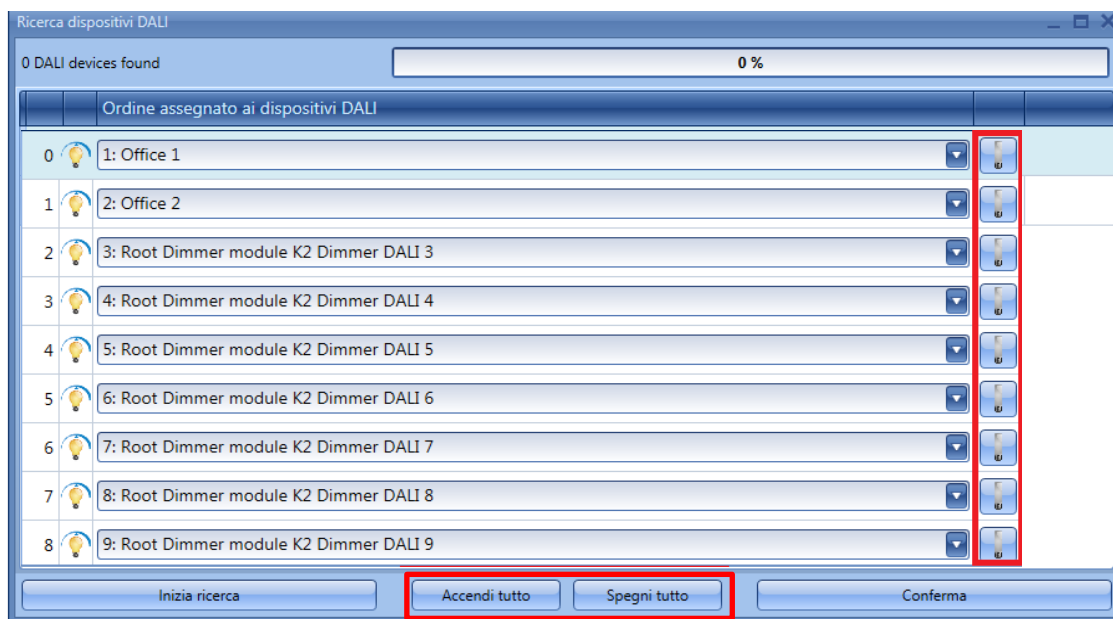 Ricerca dispositivi DALI
0 DALI devices found
0 %
Ordine assegnato ai dispositivi DALI
0 1: Office 1
1 2: Office 2
2 3: Root Dimmer module K2 Dimmer DALI 3
3 4: Root Dimmer module K2 Dimmer DALI 4
4 5: Root Dimmer module K2 Dimmer DALI 5
5 6: Root Dimmer module K2 Dimmer DALI 6
6 7: Root Dimmer module K2 Dimmer DALI 7
7 8: Root Dimmer module K2 Dimmer DALI 8
8 9: Root Dimmer module K2 Dimmer DALI 9
Inizia ricerca Accendi tutto Spegni tutto Conferma